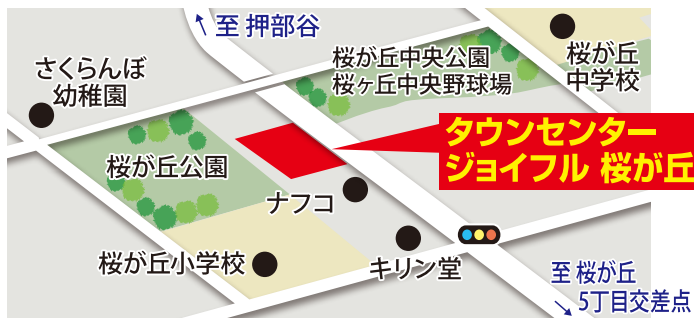 至 押部谷
桜が丘中央公園
桜ヶ丘中央野球場
桜が丘
中学校
さくらんぼ
幼稚園
タウンセンター
ジョイフル 桜が丘
桜が丘公園
ナフコ
桜が丘小学校
キリン堂
至 桜が丘
5丁目交差点